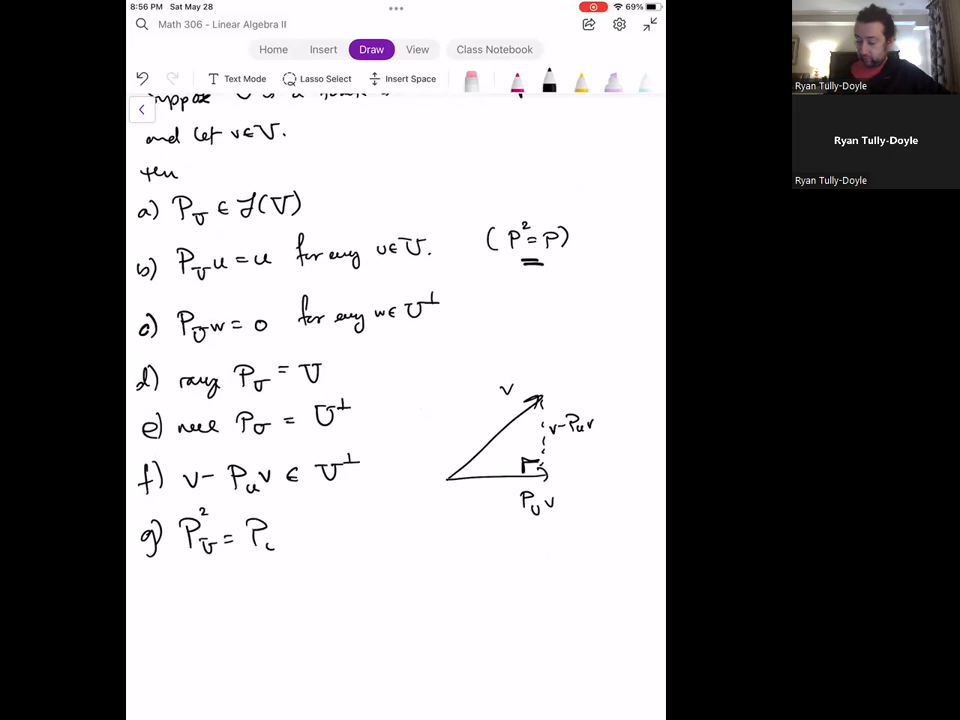 8:56 PM Sat May 28
69%
Math 306 - Linear Algebra II
Home Insert Draw View Class Notebook
Text Mode Lasso Select Insert Space
Ryan Tully-Doyle
Ryan Tully-Doyle
Ryan Tully-Doyle
and let v∈V.
then
a) P_U ∈ L(V)
b) P_U u = u for any u∈U. (P² = P)
c) P_U w = 0 for any w∈ U^⊥
d) range P_U = U
e) null P_U = U^⊥
f) v - P_U v ∈ U^⊥
g) P_U² = P
v
v-P_U v
P_U v